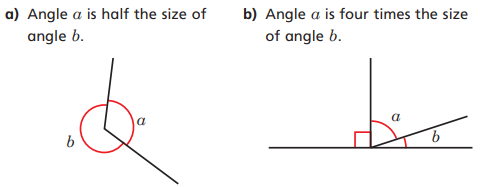 a) Angle a is half the size of
angle b.
b) Angle a is four times the size
of angle b.
a
b
a
b